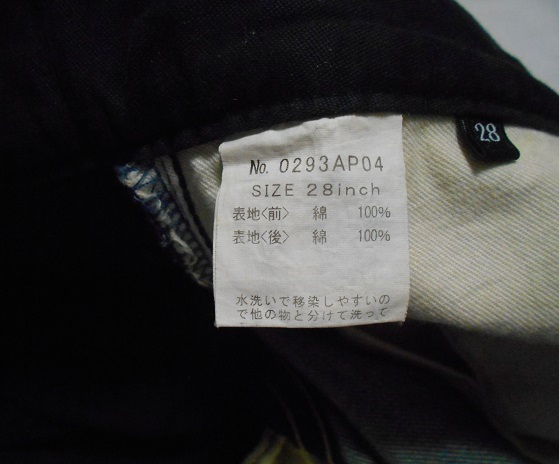 No. 0293AP04
SIZE 28inch
表地<前> 綿 100%
表地<後> 綿 100%
水洗いで移染しやすいの
で他の物と分けて洗って
28